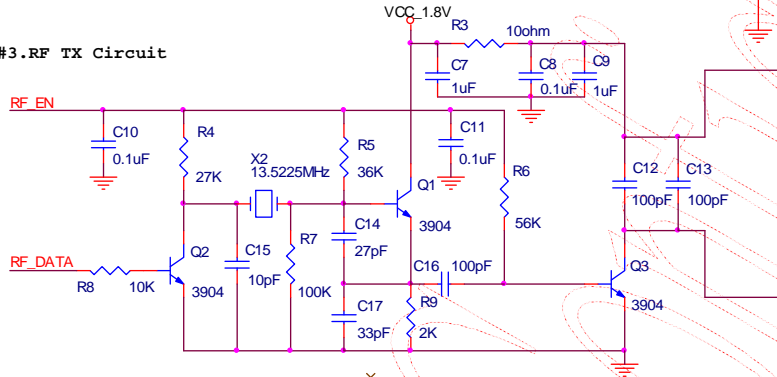 VCC_1.8V
#3.RF TX Circuit
R3
10ohm
C7
1uF
C8
0.1uF
C9
1uF
RF_EN
C10
0.1uF
R4
27K
X2
13.5225MHz
R5
36K
C11
0.1uF
R6
56K
Q1
3904
C12
100pF
C13
100pF
Q2
3904
C15
10pF
R7
100K
C14
27pF
C16
100pF
Q3
3904
RF_DATA
R8
10K
C17
33pF
R9
2K